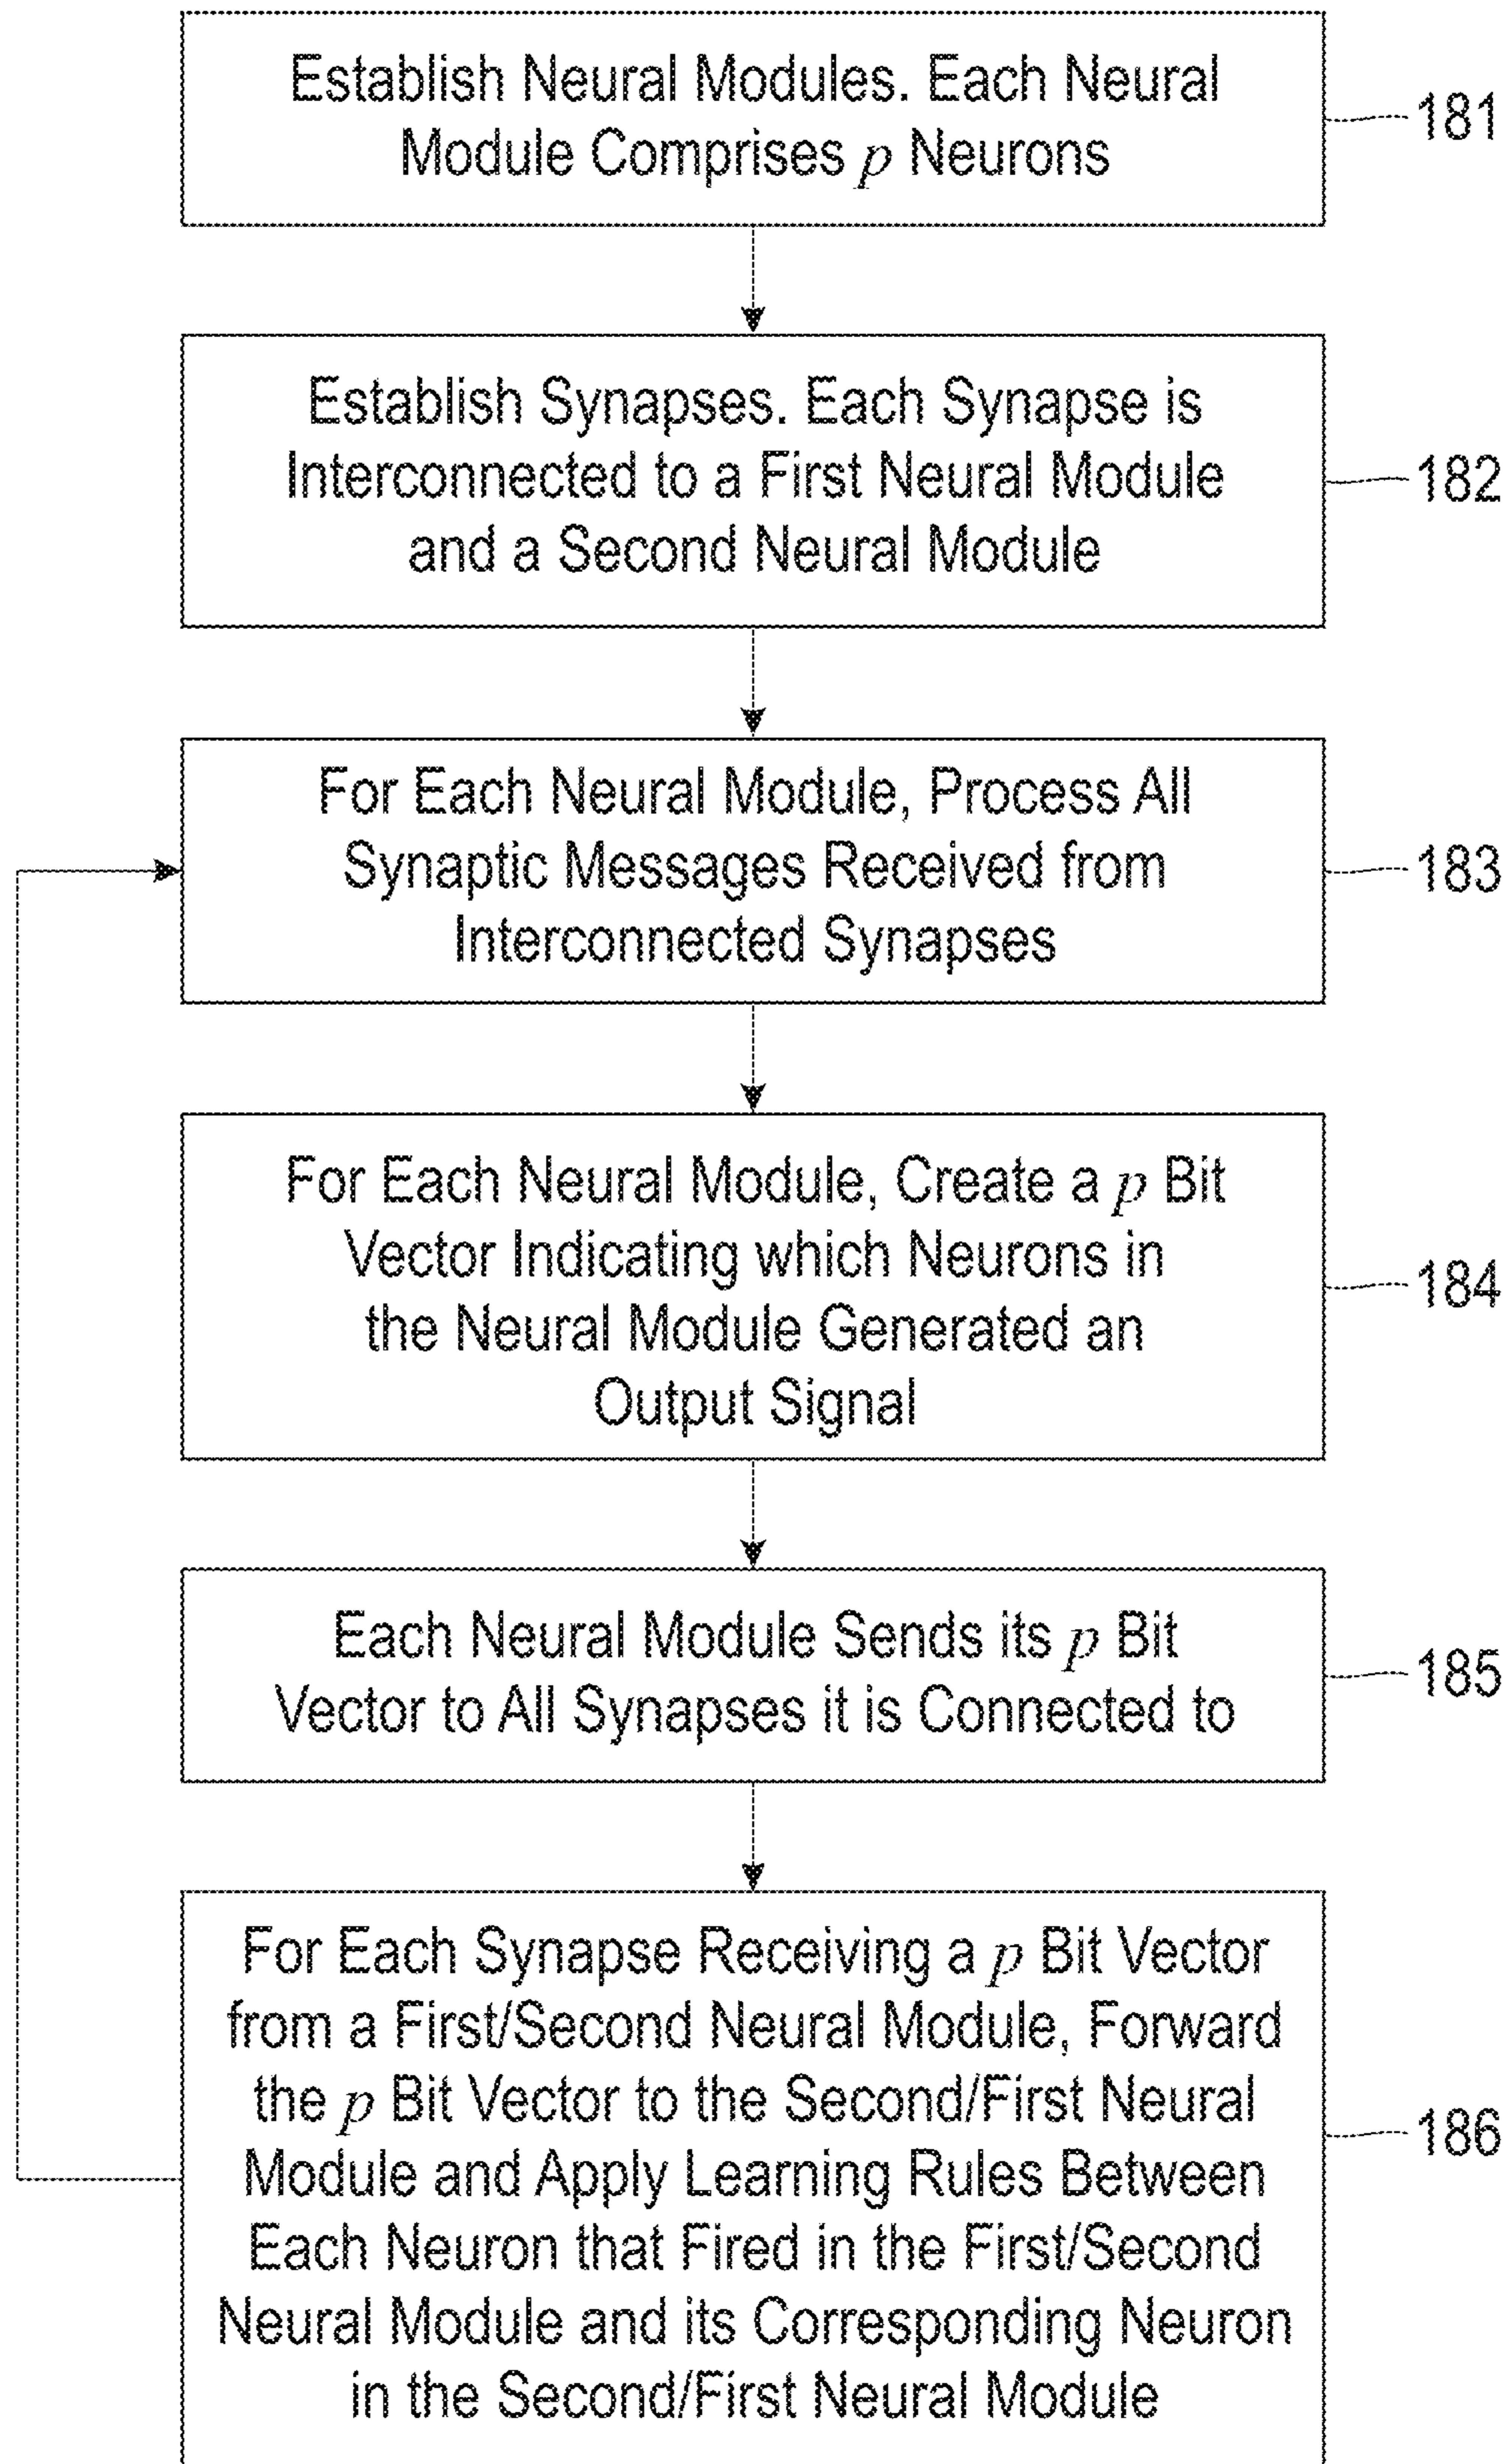 Establish Neural Modules. Each Neural
Module Comprises p Neurons
181
Establish Synapses. Each Synapse is
Interconnected to a First Neural Module
and a Second Neural Module
182
For Each Neural Module, Process All
Synaptic Messages Received from
Interconnected Synapses
183
For Each Neural Module, Create a p Bit
Vector Indicating which Neurons in
the Neural Module Generated an
Output Signal
184
Each Neural Module Sends its p Bit
Vector to All Synapses it is Connected to
185
For Each Synapse Receiving a p Bit Vector
from a First/Second Neural Module, Forward
the p Bit Vector to the Second/First Neural
Module and Apply Learning Rules Between
Each Neuron that Fired in the First/Second
Neural Module and its Corresponding Neuron
in the Second/First Neural Module
186